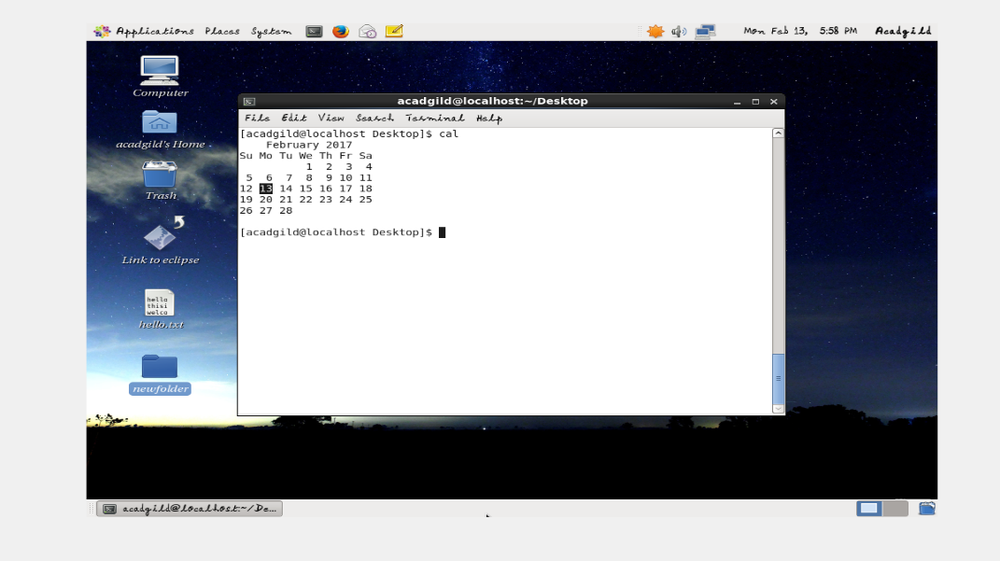 Applications Places System Mon Feb 13, 5:58 PM Acadgild
Computer
acadgild's Home
Trash
Link to eclipse
hello
thisi
welco
hello.txt
newfolder
acadgild@localhost:~/Desktop
File Edit View Search Terminal Help
[acadgild@localhost Desktop]$ cal
February 2017
Su Mo Tu We Th Fr Sa
1 2 3 4
5 6 7 8 9 10 11
12 13 14 15 16 17 18
19 20 21 22 23 24 25
26 27 28
[acadgild@localhost Desktop]$
acadgild@localhost:~/De...